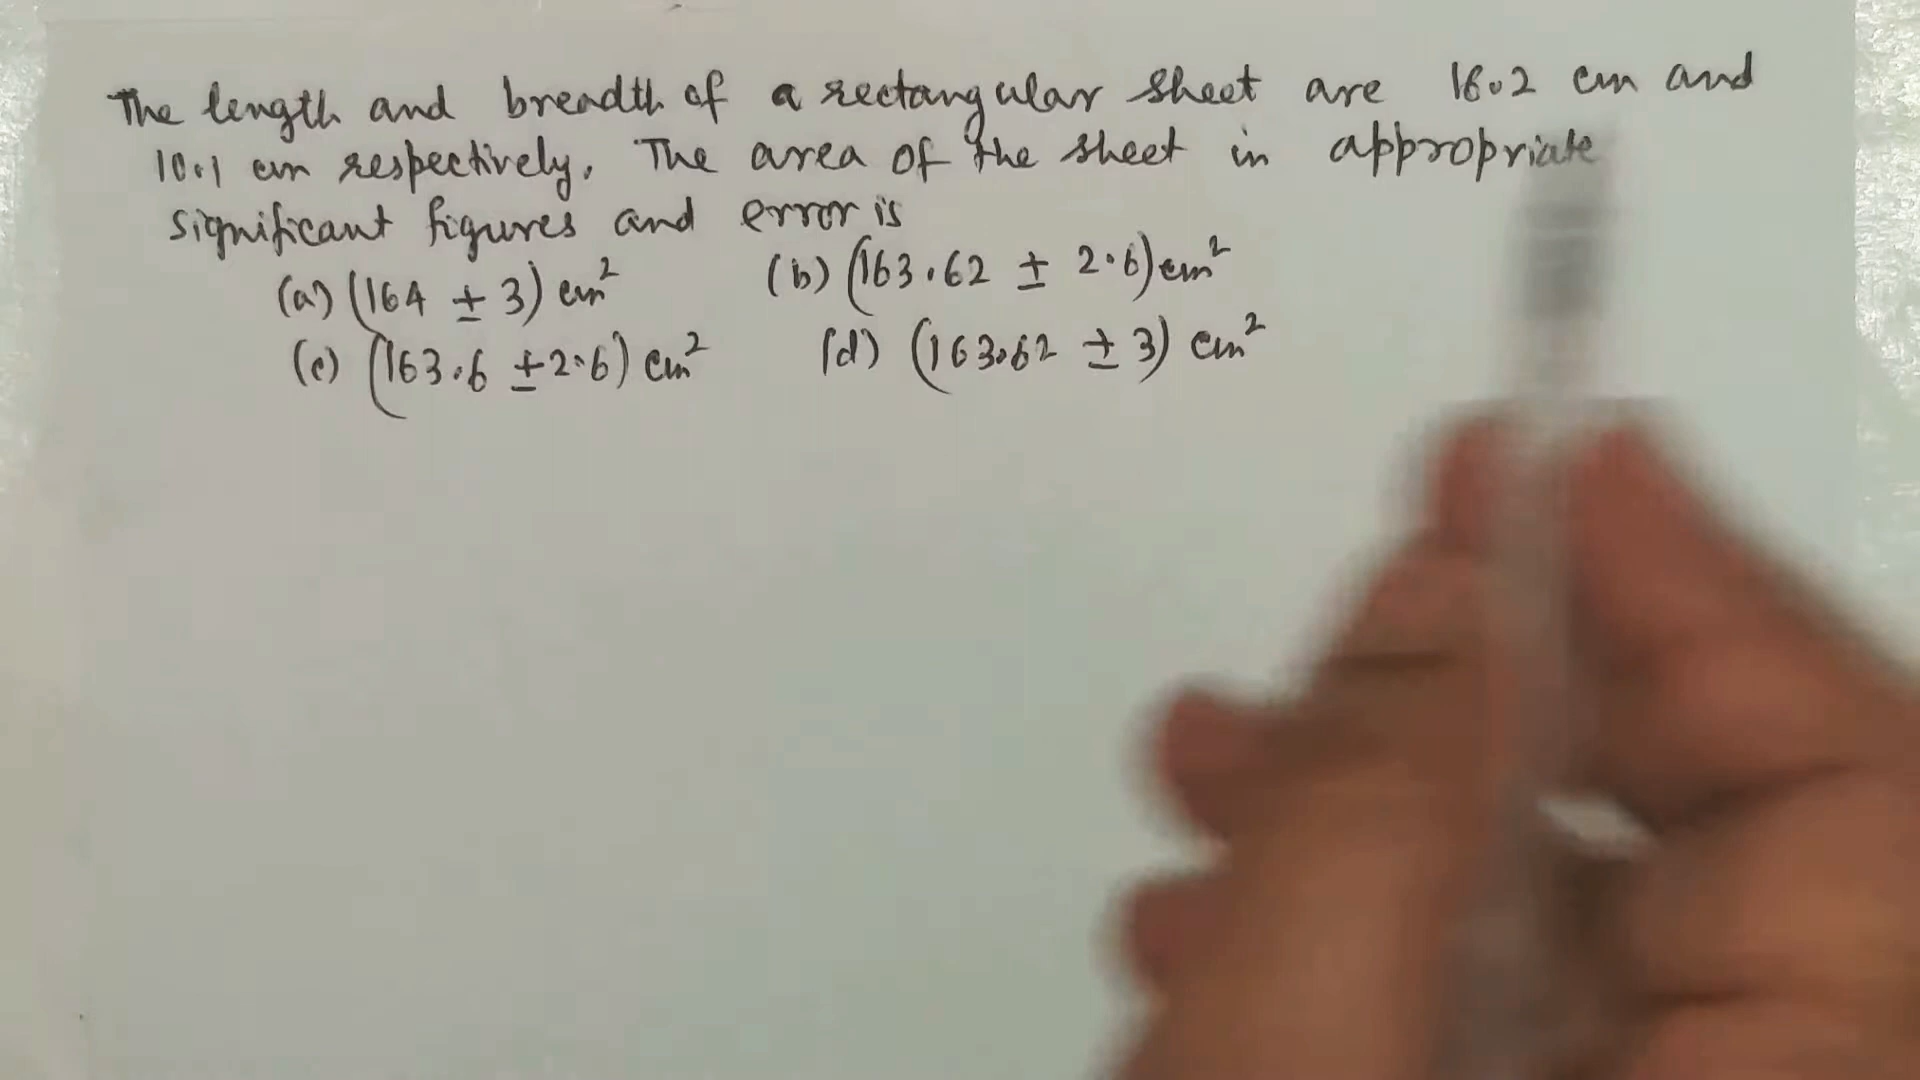 The length and breadth of a rectangular sheet are 16.2 cm and
10.1 cm respectively. The area of the sheet in appropriate
significant figures and error is
(a) (164 ± 3) cm² (b) (163.62 ± 2.6) cm²
(c) (163.6 ± 2.6) cm² (d) (163.62 ± 3) cm²